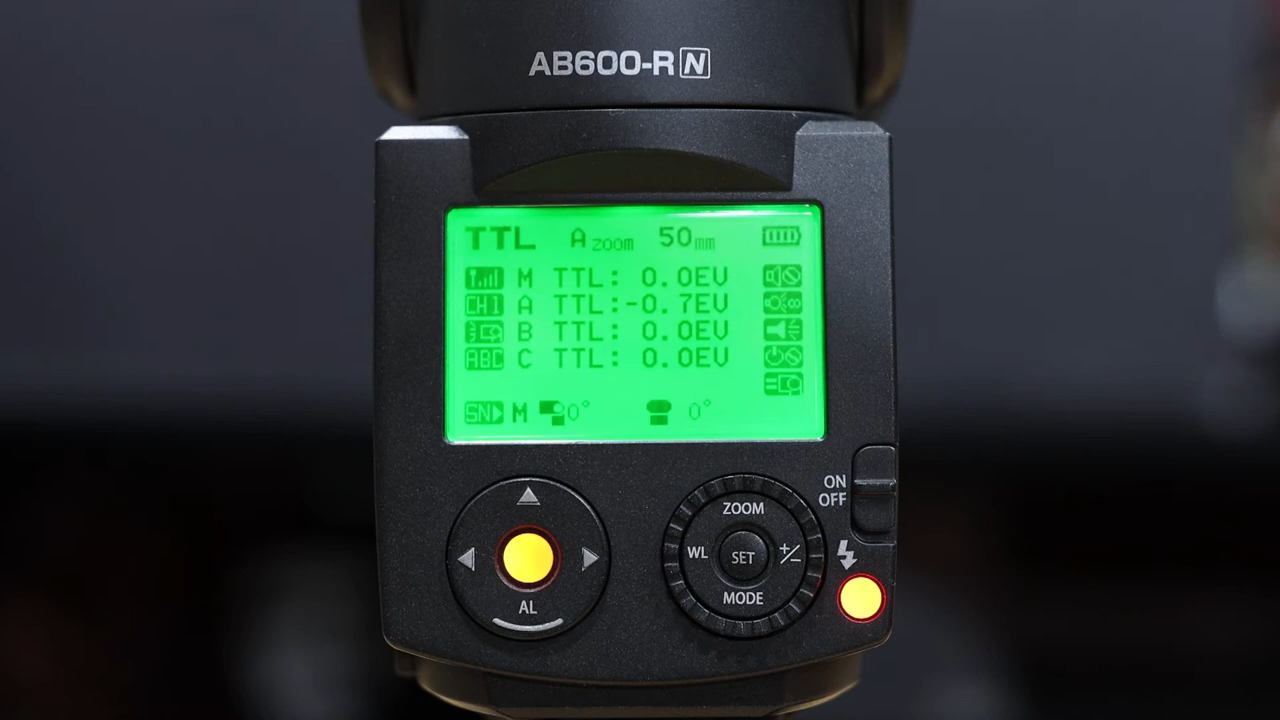 AB600-R N
TTL A zoom 50mm
M TTL: 0.0EV
CH1 A TTL:-0.7EV
B TTL: 0.0EV
ABC C TTL: 0.0EV
SN M 0° 0°
ON
OFF
ZOOM
WL SET +/−
MODE
AL